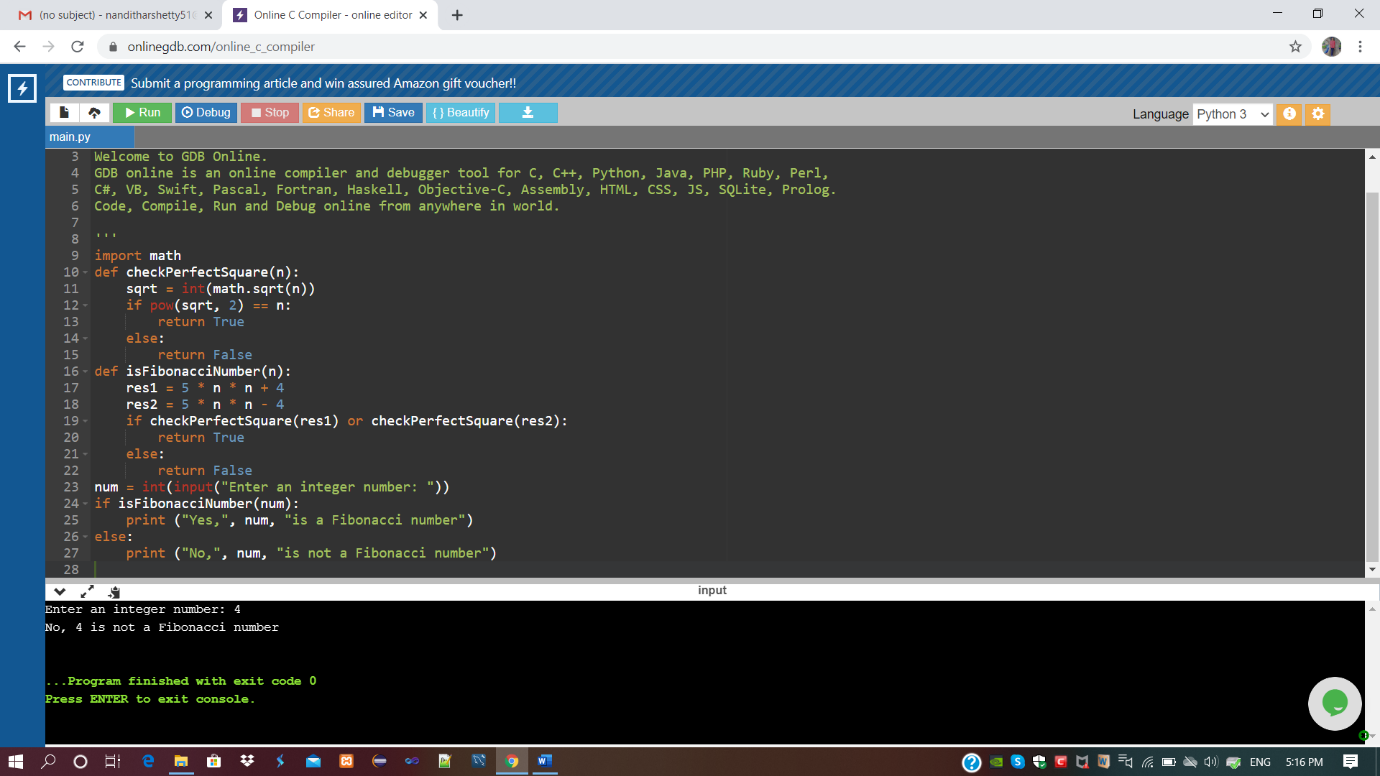 (no subject) - nanditharshetty516
Online C Compiler - online editor
onlinegdb.com/online_c_compiler
CONTRIBUTE Submit a programming article and win assured Amazon gift voucher!!
Run Debug Stop Share Save { } Beautify Language Python 3
main.py
3 Welcome to GDB Online.
4 GDB online is an online compiler and debugger tool for C, C++, Python, Java, PHP, Ruby, Perl,
5 C#, VB, Swift, Pascal, Fortran, Haskell, Objective-C, Assembly, HTML, CSS, JS, SQLite, Prolog.
6 Code, Compile, Run and Debug online from anywhere in world.
7
8 '''
9 import math
10 def checkPerfectSquare(n):
11     sqrt = int(math.sqrt(n))
12     if pow(sqrt, 2) == n:
13         return True
14     else:
15         return False
16 def isFibonacciNumber(n):
17     res1 = 5 * n * n + 4
18     res2 = 5 * n * n - 4
19     if checkPerfectSquare(res1) or checkPerfectSquare(res2):
20         return True
21     else:
22         return False
23 num = int(input("Enter an integer number: "))
24 if isFibonacciNumber(num):
25     print ("Yes,", num, "is a Fibonacci number")
26 else:
27     print ("No,", num, "is not a Fibonacci number")
28
input
Enter an integer number: 4
No, 4 is not a Fibonacci number
...Program finished with exit code 0
Press ENTER to exit console.
ENG 5:16 PM